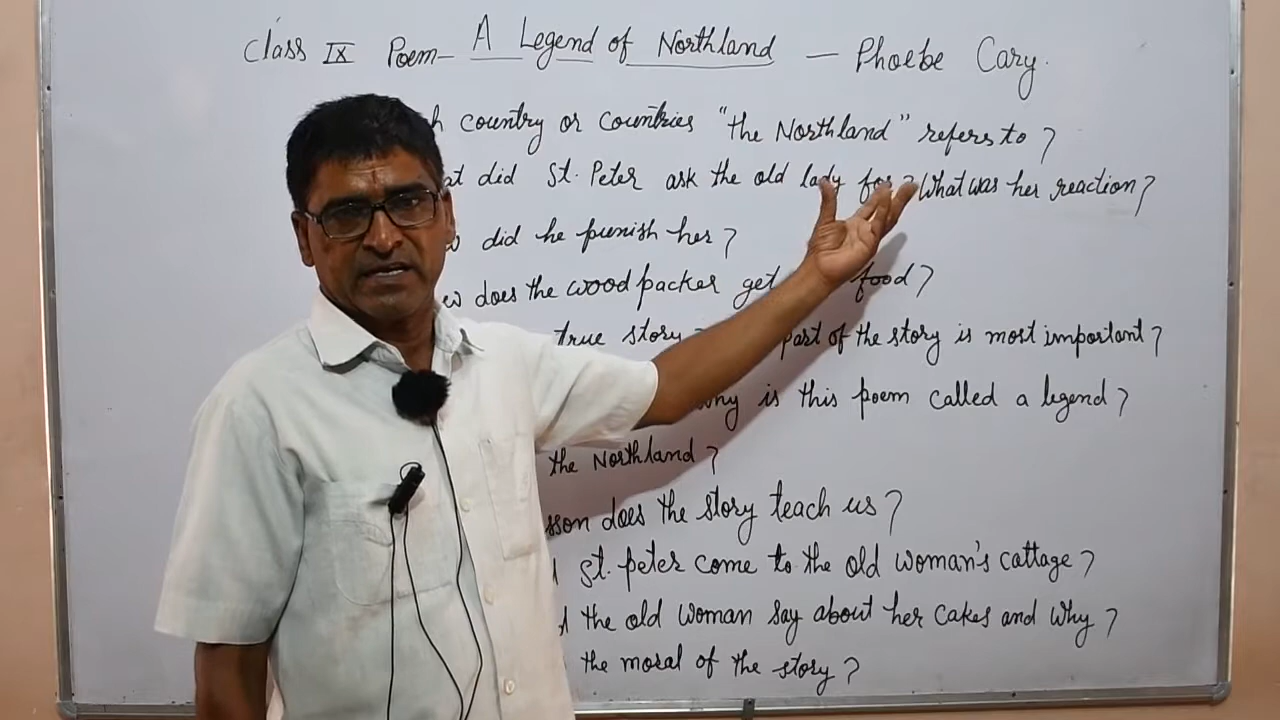 Class IX Poem- A Legend of Northland - Phoebe Cary.
country or countries "the Northland" refers to ?
did St. Peter ask the old lady for ? What was her reaction ?
did he punish her ?
does the wood packer get food ?
true story part of the story is most important ?
why is this poem called a legend ?
the Northland ?
does the story teach us ?
St. peter come to the old woman's cattage ?
the old woman say about her cakes and why ?
the moral of the story ?